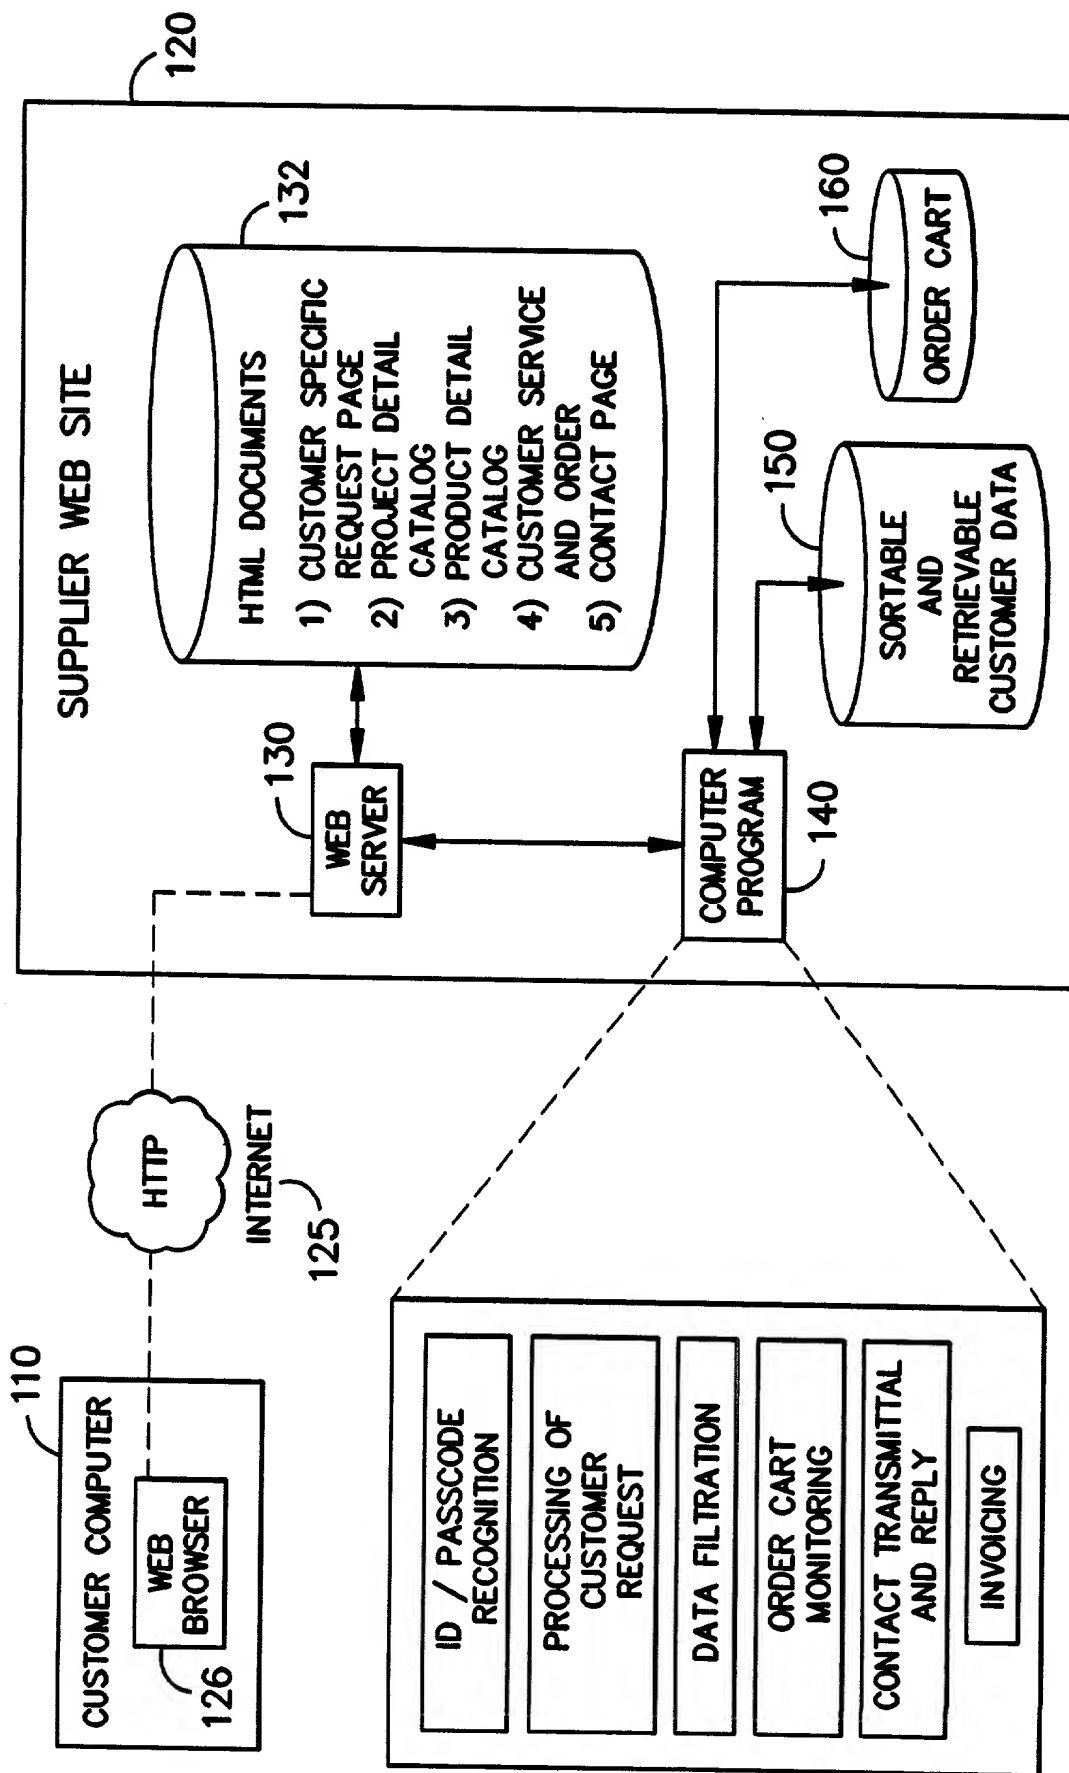 110
CUSTOMER COMPUTER
WEB
BROWSER
126
HTTP
INTERNET
125
120
SUPPLIER WEB SITE
130
WEB
SERVER
132
HTML DOCUMENTS
1) CUSTOMER SPECIFIC
REQUEST PAGE
2) PROJECT DETAIL
CATALOG
3) PRODUCT DETAIL
CATALOG
4) CUSTOMER SERVICE
AND ORDER
5) CONTACT PAGE
COMPUTER
PROGRAM
140
150
SORTABLE
AND
RETRIEVABLE
CUSTOMER DATA
160
ORDER CART
ID / PASSCODE
RECOGNITION
PROCESSING OF
CUSTOMER
REQUEST
DATA FILTRATION
ORDER CART
MONITORING
CONTACT TRANSMITTAL
AND REPLY
INVOICING